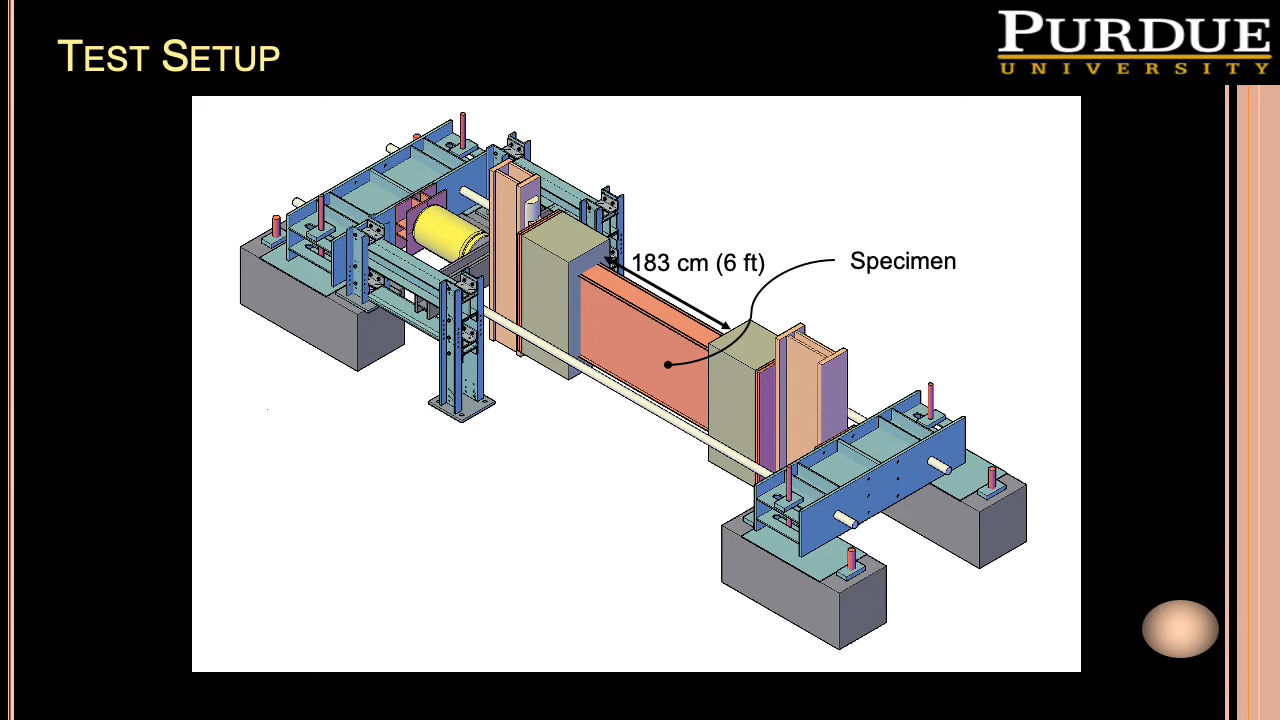 TEST SETUP
PURDUE
UNIVERSITY
183 cm (6 ft)
Specimen